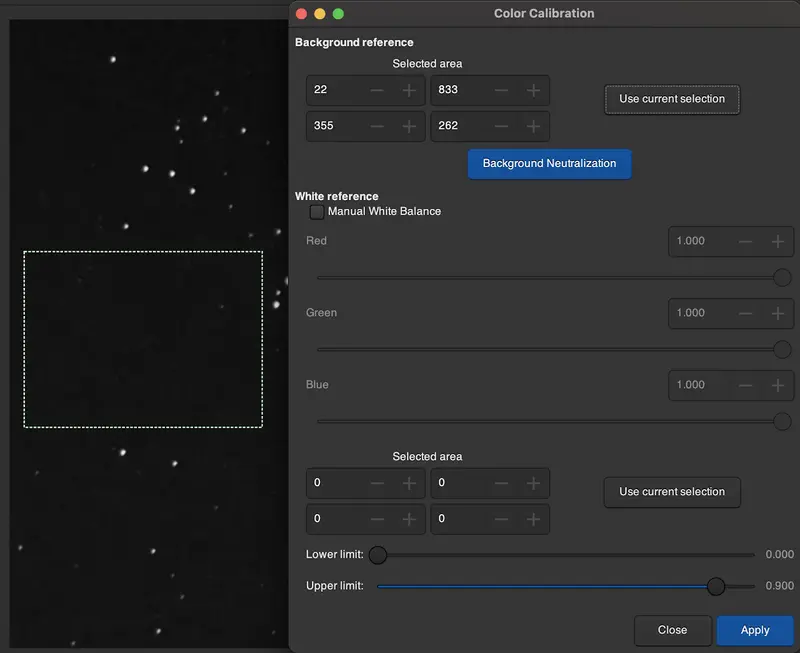 Color Calibration
Background reference
Selected area
22 833
Use current selection
355 262
Background Neutralization
White reference
Manual White Balance
Red 1.000
Green 1.000
Blue 1.000
Selected area
0 0
Use current selection
0 0
Lower limit: 0.000
Upper limit: 0.900
Close Apply